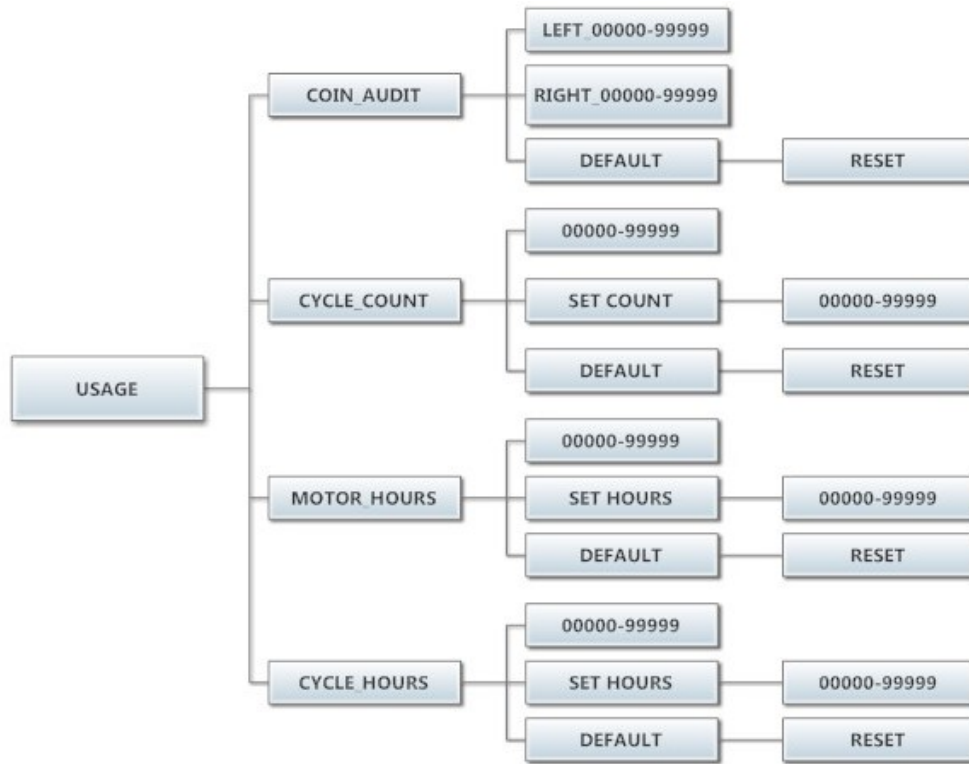 LEFT_00000-99999
COIN_AUDIT
RIGHT_00000-99999
DEFAULT
RESET
00000-99999
CYCLE_COUNT
SET COUNT
00000-99999
DEFAULT
RESET
USAGE
00000-99999
MOTOR_HOURS
SET HOURS
00000-99999
DEFAULT
RESET
00000-99999
CYCLE_HOURS
SET HOURS
00000-99999
DEFAULT
RESET